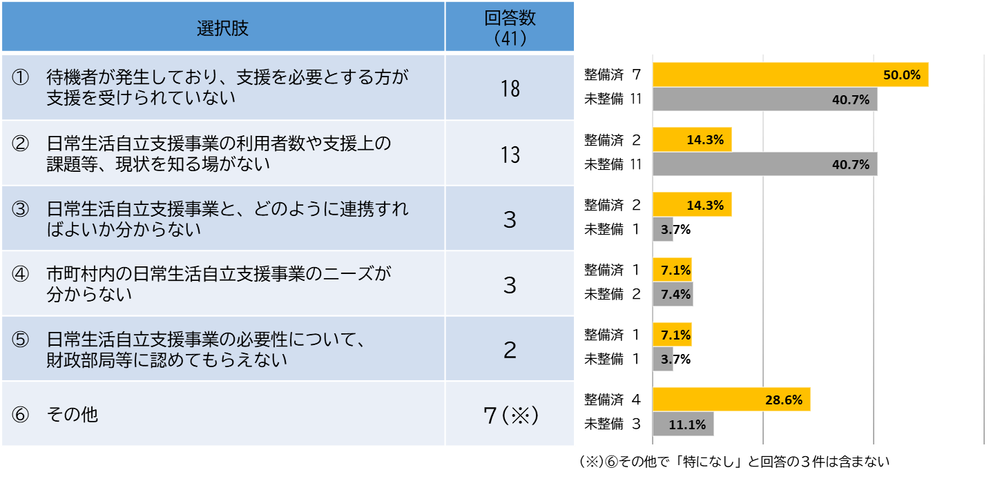 選択肢
回答数
（41）
①　待機者が発生しており、支援を必要とする方が
支援を受けられていない
18
整備済 7
50.0%
未整備 11
40.7%
②　日常生活自立支援事業の利用者数や支援上の
課題等、現状を知る場がない
13
整備済 2
14.3%
未整備 11
40.7%
③　日常生活自立支援事業と、どのように連携すれ
ばよいか分からない
3
整備済 2
14.3%
未整備 1
3.7%
④　市町村内の日常生活自立支援事業のニーズが
分からない
3
整備済 1
7.1%
未整備 2
7.4%
⑤　日常生活自立支援事業の必要性について、
財政部局等に認めてもらえない
2
整備済 1
7.1%
未整備 1
3.7%
⑥　その他
7（※）
整備済 4
28.6%
未整備 3
11.1%
（※）⑥その他で「特になし」と回答の３件は含まない